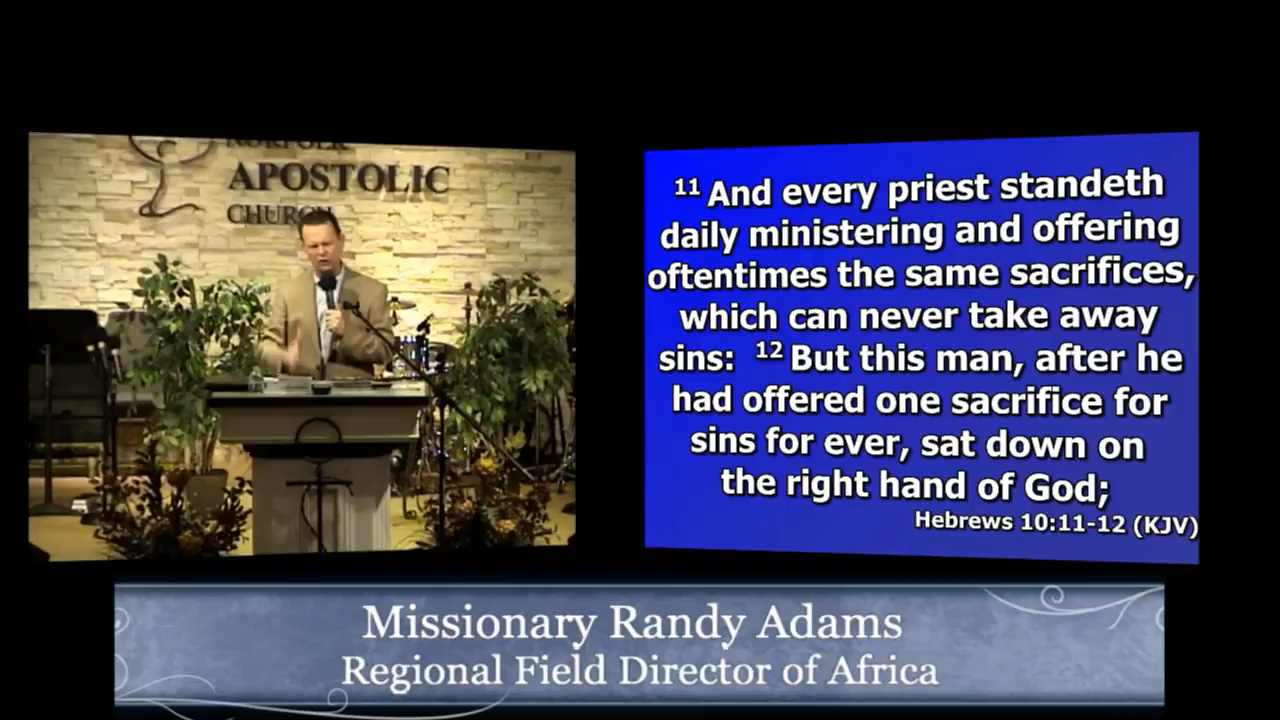 NORFOLK
APOSTOLIC
CHURCH
11 And every priest standeth
daily ministering and offering
oftentimes the same sacrifices,
which can never take away
sins: 12 But this man, after he
had offered one sacrifice for
sins for ever, sat down on
the right hand of God;
Hebrews 10:11-12 (KJV)
Missionary Randy Adams
Regional Field Director of Africa